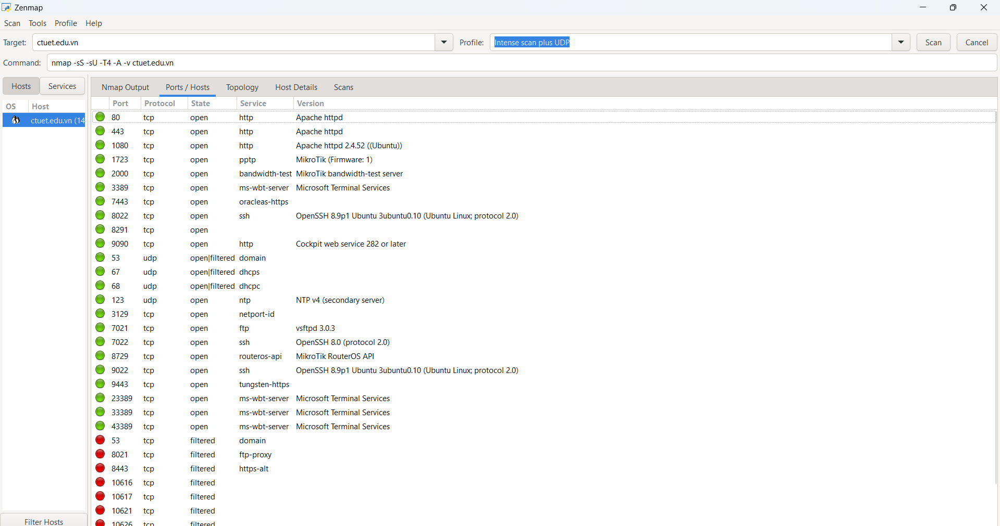 Zenmap
Scan Tools Profile Help
Target: ctuet.edu.vn Profile: Intense scan plus UDP Scan Cancel
Command: nmap -sS -sU -T4 -A -v ctuet.edu.vn
Hosts Services Nmap Output Ports / Hosts Topology Host Details Scans
OS Host Port Protocol State Service Version
ctuet.edu.vn (14
80 tcp open http Apache httpd
443 tcp open http Apache httpd
1080 tcp open http Apache httpd 2.4.52 ((Ubuntu))
1723 tcp open pptp MikroTik (Firmware: 1)
2000 tcp open bandwidth-test MikroTik bandwidth-test server
3389 tcp open ms-wbt-server Microsoft Terminal Services
7443 tcp open oracleas-https
8022 tcp open ssh OpenSSH 8.9p1 Ubuntu 3ubuntu0.10 (Ubuntu Linux; protocol 2.0)
8291 tcp open
9090 tcp open http Cockpit web service 282 or later
53 udp open|filtered domain
67 udp open|filtered dhcps
68 udp open|filtered dhcpc
123 udp open ntp NTP v4 (secondary server)
3129 tcp open netport-id
7021 tcp open ftp vsftpd 3.0.3
7022 tcp open ssh OpenSSH 8.0 (protocol 2.0)
8729 tcp open routeros-api MikroTik RouterOS API
9022 tcp open ssh OpenSSH 8.9p1 Ubuntu 3ubuntu0.10 (Ubuntu Linux; protocol 2.0)
9443 tcp open tungsten-https
23389 tcp open ms-wbt-server Microsoft Terminal Services
33389 tcp open ms-wbt-server Microsoft Terminal Services
43389 tcp open ms-wbt-server Microsoft Terminal Services
53 tcp filtered domain
8021 tcp filtered ftp-proxy
8443 tcp filtered https-alt
10616 tcp filtered
10617 tcp filtered
10621 tcp filtered
10626 tcp filtered
Filter Hosts